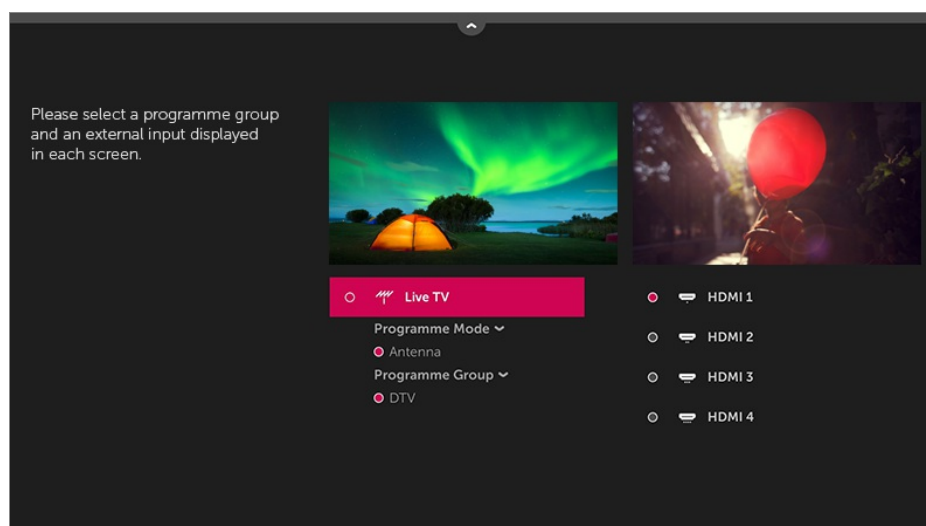 Please select a programme group
and an external input displayed
in each screen.
Live TV
Programme Mode
Antenna
Programme Group
DTV
HDMI 1
HDMI 2
HDMI 3
HDMI 4